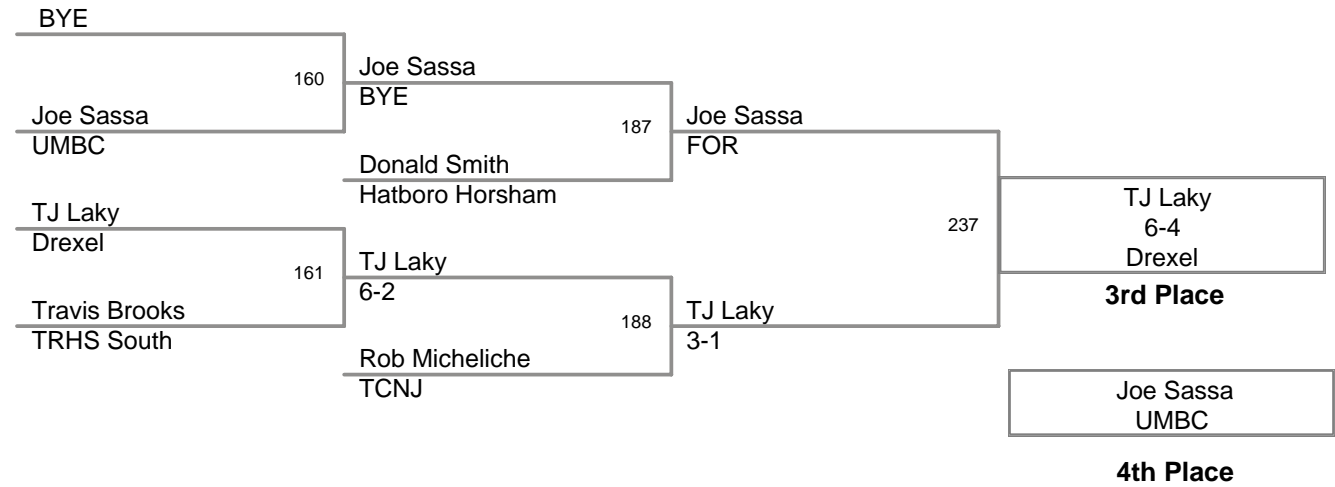 BYE
160
Joe Sassa
UMBC
Joe Sassa
BYE
187
Donald Smith
Hatboro Horsham
TJ Laky
Drexel
161
Travis Brooks
TRHS South
TJ Laky
6-2
188
Rob Micheliche
TCNJ
Joe Sassa
FOR
237
TJ Laky
3-1
TJ Laky
6-4
Drexel
3rd Place
Joe Sassa
UMBC
4th Place